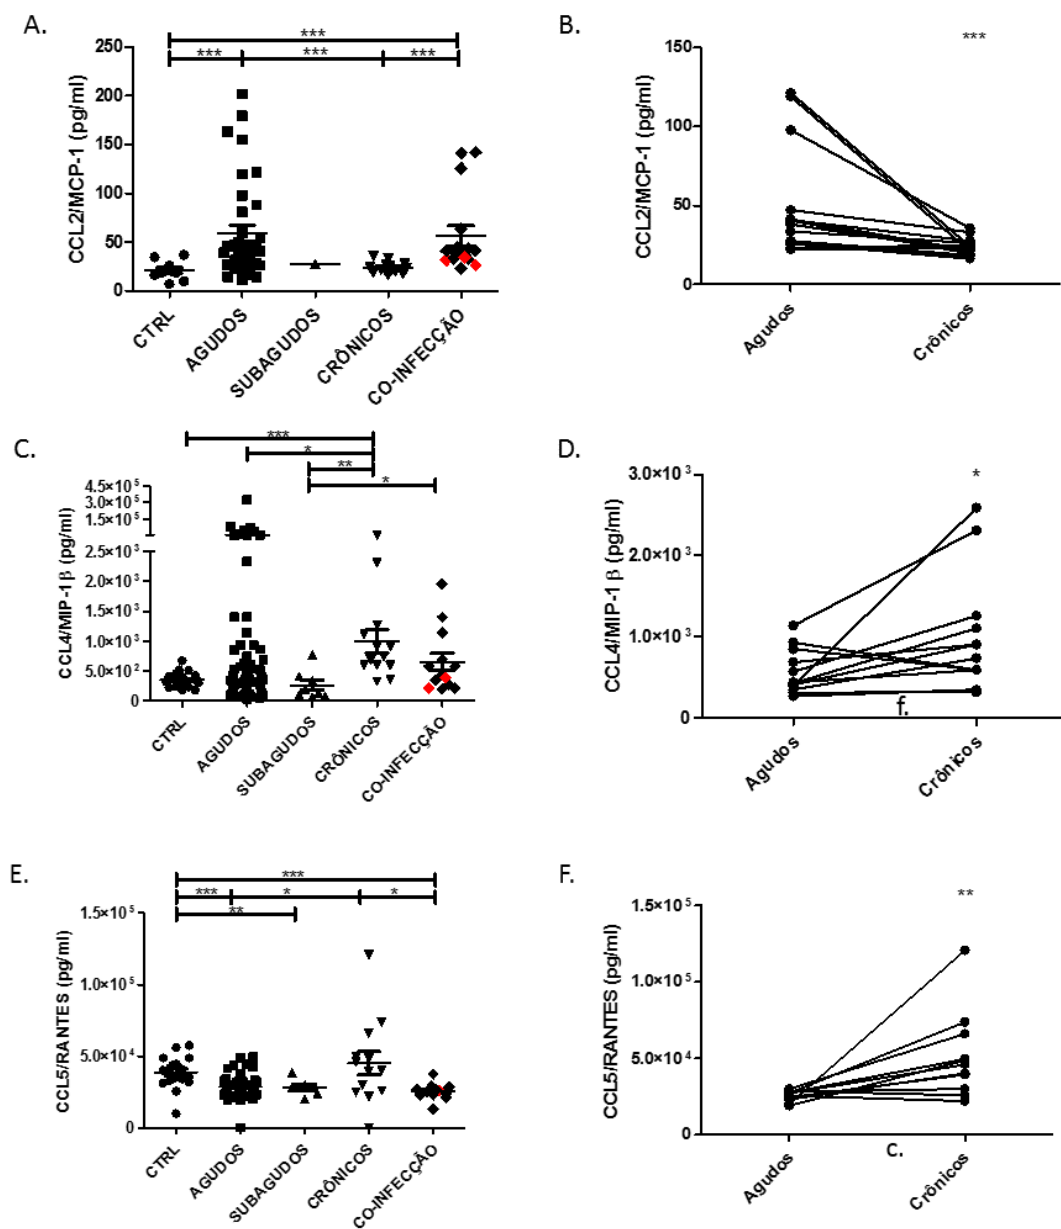 A.
***
*** *** ***
CCL2/MCP-1 (pg/ml)
250
200
150
100
50
0
CTRL
AGUDOS
SUBAGUDOS
CRÔNICOS
CO-INFECÇÃO
B.
***
CCL2/MCP-1 (pg/ml)
150
100
50
0
Agudos
Crônicos
C.
***
*
**
*
CCL4/MIP-1 β (pg/ml)
4.5×10⁵
3.0×10⁵
1.5×10⁵
2.5×10³
2.0×10³
1.5×10³
1.0×10³
5.0×10²
0
CTRL
AGUDOS
SUBAGUDOS
CRÔNICOS
CO-INFECÇÃO
D.
*
CCL4/MIP-1 β (pg/ml)
3.0×10³
2.0×10³
1.0×10³
0
f.
Agudos
Crônicos
E.
***
*** * *
**
CCL5/RANTES (pg/ml)
1.5×10⁵
1.0×10⁵
5.0×10⁴
0
CTRL
AGUDOS
SUBAGUDOS
CRÔNICOS
CO-INFECÇÃO
F.
**
CCL5/RANTES (pg/ml)
1.5×10⁵
1.0×10⁵
5.0×10⁴
0
c.
Agudos
Crônicos